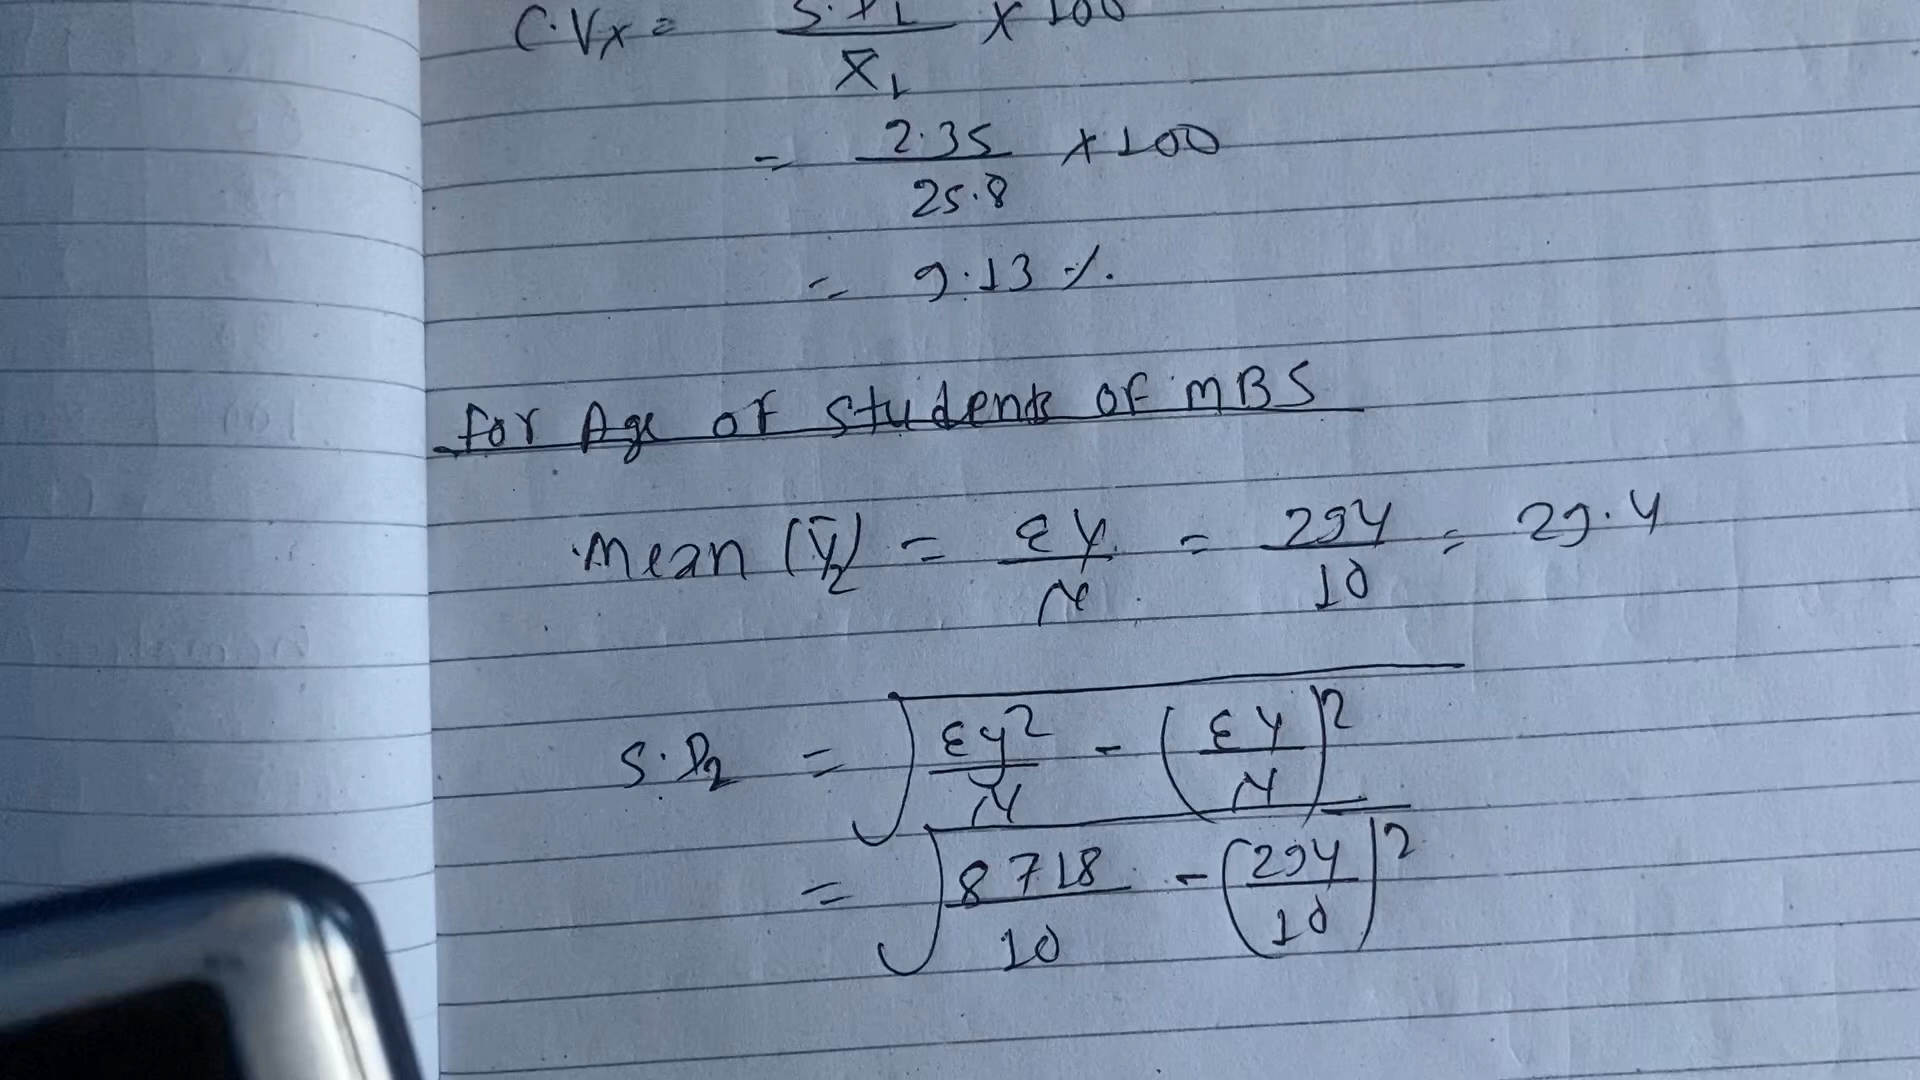 C.Vx = S.D1 / X̄1 × 100
= 2.35 / 25.8 × 100
= 9.13 %.
for Age of Students of MBS
Mean (Ȳ2) = ΣY / N = 294 / 10 = 29.4
S.D2 = √ Σy² / N - (ΣY / N)²
= √ 8718 / 10 - (294 / 10)²